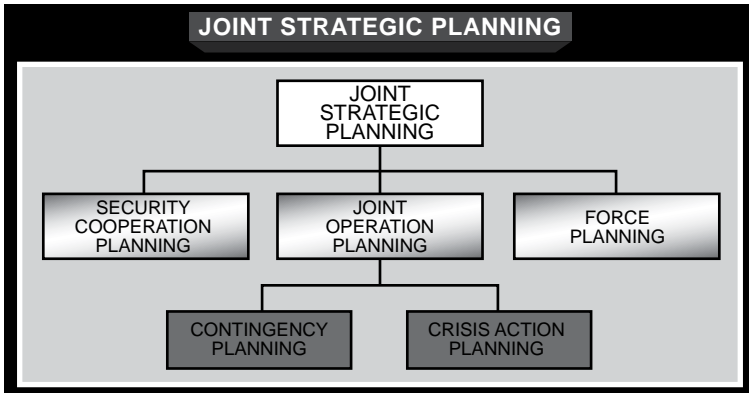 JOINT STRATEGIC PLANNING
JOINT
STRATEGIC
PLANNING
SECURITY
COOPERATION
PLANNING
JOINT
OPERATION
PLANNING
FORCE
PLANNING
CONTINGENCY
PLANNING
CRISIS ACTION
PLANNING